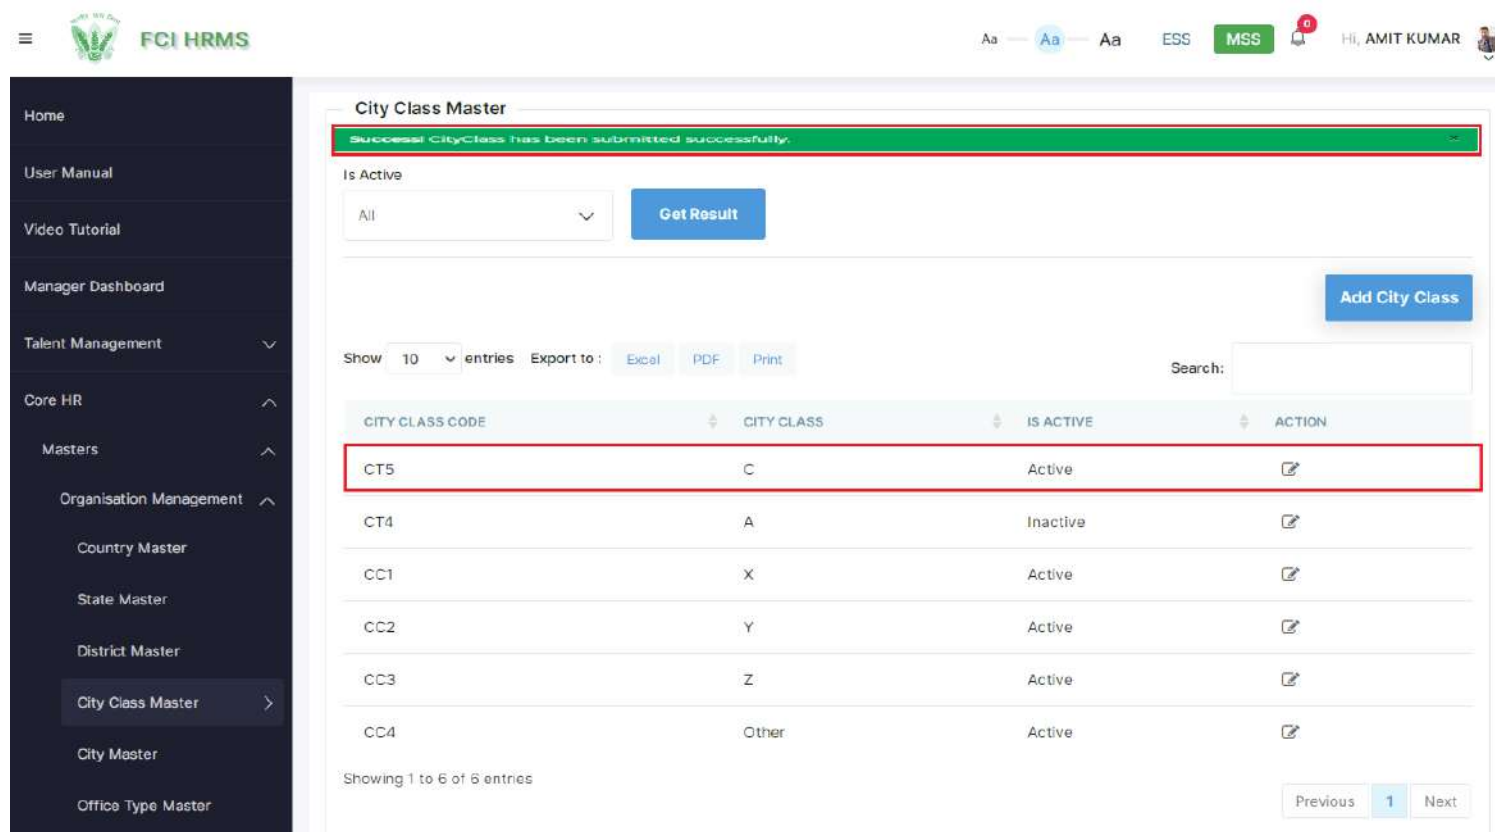 FCI HRMS
Aa Aa Aa ESS MSS 0 Hi, AMIT KUMAR
Home
User Manual
Video Tutorial
Manager Dashboard
Talent Management
Core HR
Masters
Organisation Management
Country Master
State Master
District Master
City Class Master
City Master
Office Type Master
City Class Master
Success! CityClass has been submitted successfully. ×
Is Active
All Get Result
Add City Class
Show 10 entries Export to : Excel PDF Print
Search:
CITY CLASS CODE CITY CLASS IS ACTIVE ACTION
CT5 C Active
CT4 A Inactive
CC1 X Active
CC2 Y Active
CC3 Z Active
CC4 Other Active
Showing 1 to 6 of 6 entries
Previous 1 Next